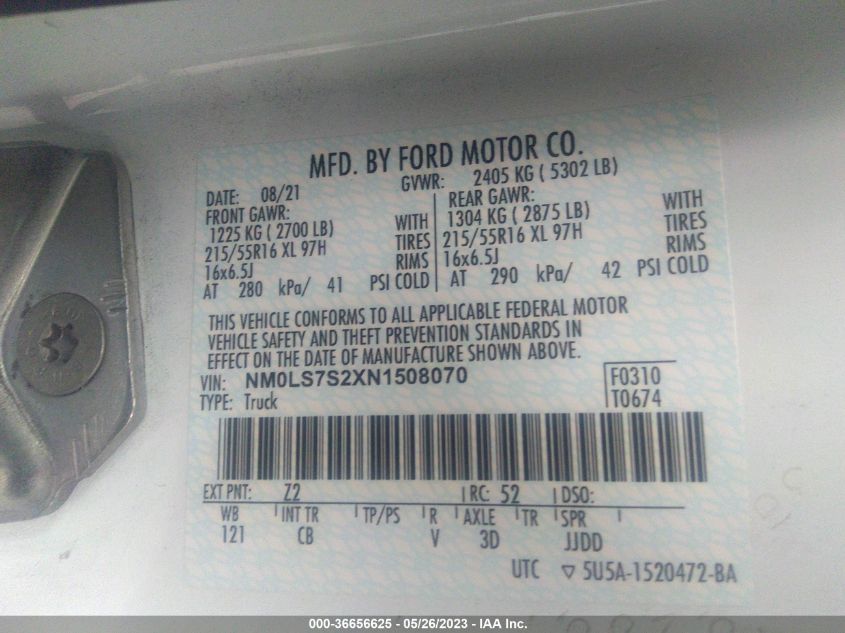 MFD. BY FORD MOTOR CO.
DATE: 08/21 GVWR: 2405 KG ( 5302 LB)
FRONT GAWR: REAR GAWR:
1225 KG ( 2700 LB) WITH 1304 KG ( 2875 LB) WITH
215/55R16 XL 97H TIRES 215/55R16 XL 97H TIRES
16x6.5J RIMS 16x6.5J RIMS
AT 280 kPa/ 41 PSI COLD AT 290 kPa/ 42 PSI COLD
THIS VEHICLE CONFORMS TO ALL APPLICABLE FEDERAL MOTOR
VEHICLE SAFETY AND THEFT PREVENTION STANDARDS IN
EFFECT ON THE DATE OF MANUFACTURE SHOWN ABOVE.
VIN: NM0LS7S2XN1508070 F0310
TYPE: Truck T0674
EXT PNT: Z2 RC: 52 DSO:
WB INT TR TP/PS R AXLE TR SPR
121 CB V 3D JJDD
UTC ▽ 5U5A-1520472-BA
000-36656625 - 05/26/2023 - IAA Inc.